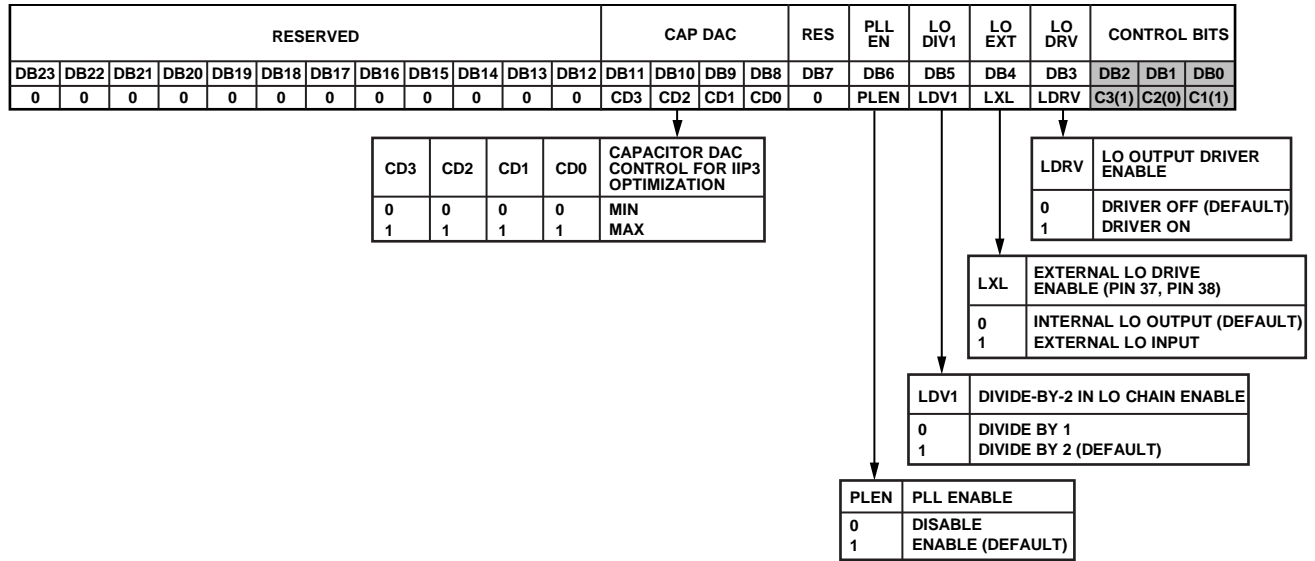 RESERVED CAP DAC RES PLL EN LO DIV1 LO EXT LO DRV CONTROL BITS
DB23 DB22 DB21 DB20 DB19 DB18 DB17 DB16 DB15 DB14 DB13 DB12 DB11 DB10 DB9 DB8 DB7 DB6 DB5 DB4 DB3 DB2 DB1 DB0
0 0 0 0 0 0 0 0 0 0 0 0 CD3 CD2 CD1 CD0 0 PLEN LDV1 LXL LDRV C3(1) C2(0) C1(1)
CD3 CD2 CD1 CD0 CAPACITOR DAC
CONTROL FOR IIP3
OPTIMIZATION
0 0 0 0 MIN
1 1 1 1 MAX
LDRV LO OUTPUT DRIVER
ENABLE
0 DRIVER OFF (DEFAULT)
1 DRIVER ON
LXL EXTERNAL LO DRIVE
ENABLE (PIN 37, PIN 38)
0 INTERNAL LO OUTPUT (DEFAULT)
1 EXTERNAL LO INPUT
LDV1 DIVIDE-BY-2 IN LO CHAIN ENABLE
0 DIVIDE BY 1
1 DIVIDE BY 2 (DEFAULT)
PLEN PLL ENABLE
0 DISABLE
1 ENABLE (DEFAULT)